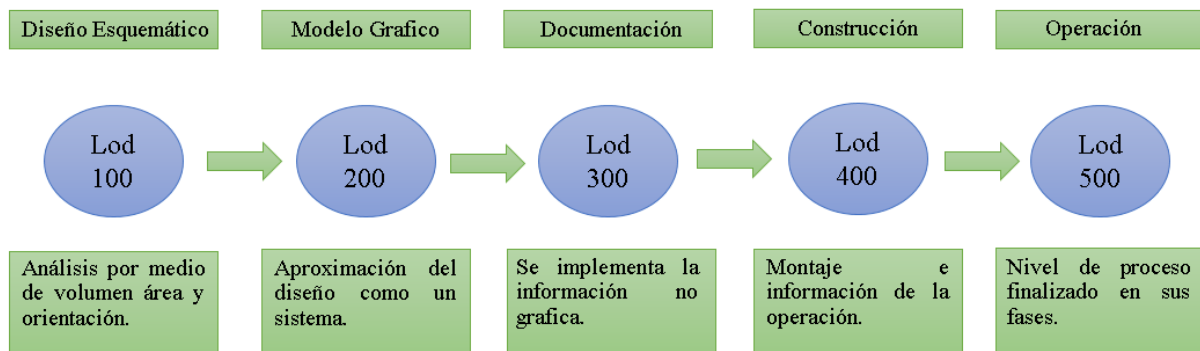 Diseño Esquemático
Modelo Grafico
Documentación
Construcción
Operación
Lod
100
Lod
200
Lod
300
Lod
400
Lod
500
Análisis por medio
de volumen área y
orientación.
Aproximación del
diseño como un
sistema.
Se implementa la
información no
grafica.
Montaje e
información de la
operación.
Nivel de proceso
finalizado en sus
fases.